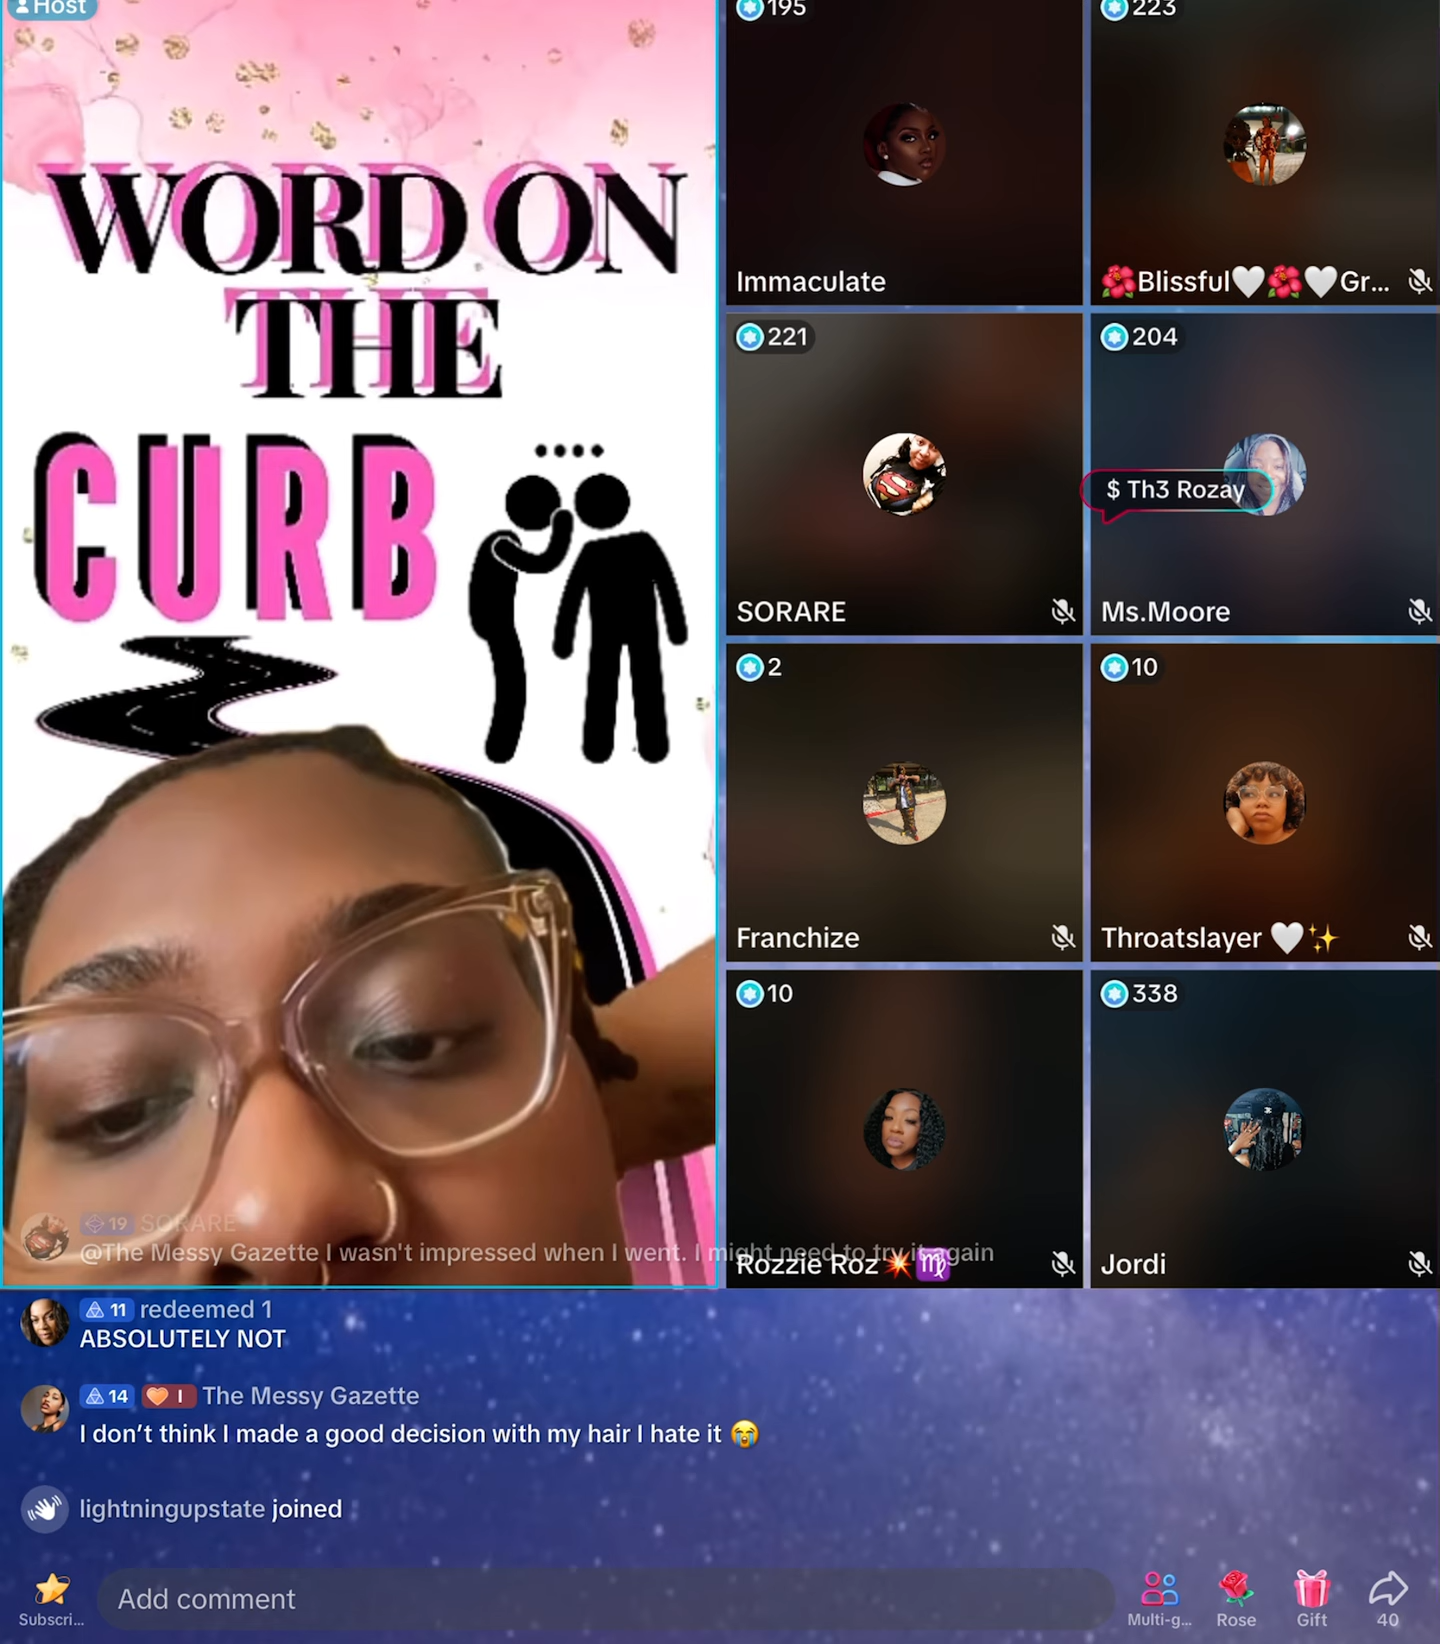 Host
WORD ON
THE
CURB
195
Immaculate
223
Blissful🤍🌺🤍Gr...
221
SORARE
204
$ Th3 Rozay
Ms.Moore
2
Franchize
10
Throatslayer 🤍✨
10
Rozzie Roz💥♍
338
Jordi
19 SORARE
@The Messy Gazette I wasn't impressed when I went. I might need to try it again
11 redeemed 1
ABSOLUTELY NOT
14 I The Messy Gazette
I don’t think I made a good decision with my hair I hate it 😭
lightningupstate joined
Subscri...
Add comment
Multi-g...
Rose
Gift
40